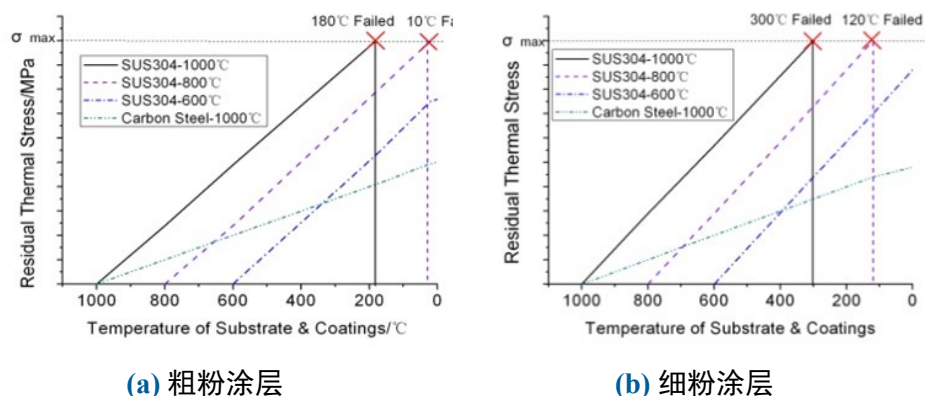 180℃ Failed 10℃ Fa
σ max
SUS304-1000℃
SUS304-800℃
SUS304-600℃
Carbon Steel-1000℃
Residual Thermal Stress/MPa
1000 800 600 400 200 0
Temperature of Substrate & Coatings/℃
(a) 粗粉涂层
300℃ Failed 120℃ Failed
σ max
SUS304-1000℃
SUS304-800℃
SUS304-600℃
Carbon Steel-1000℃
Residual Thermal Stress
1000 800 600 400 200 0
Temperature of Substrate & Coatings
(b) 细粉涂层